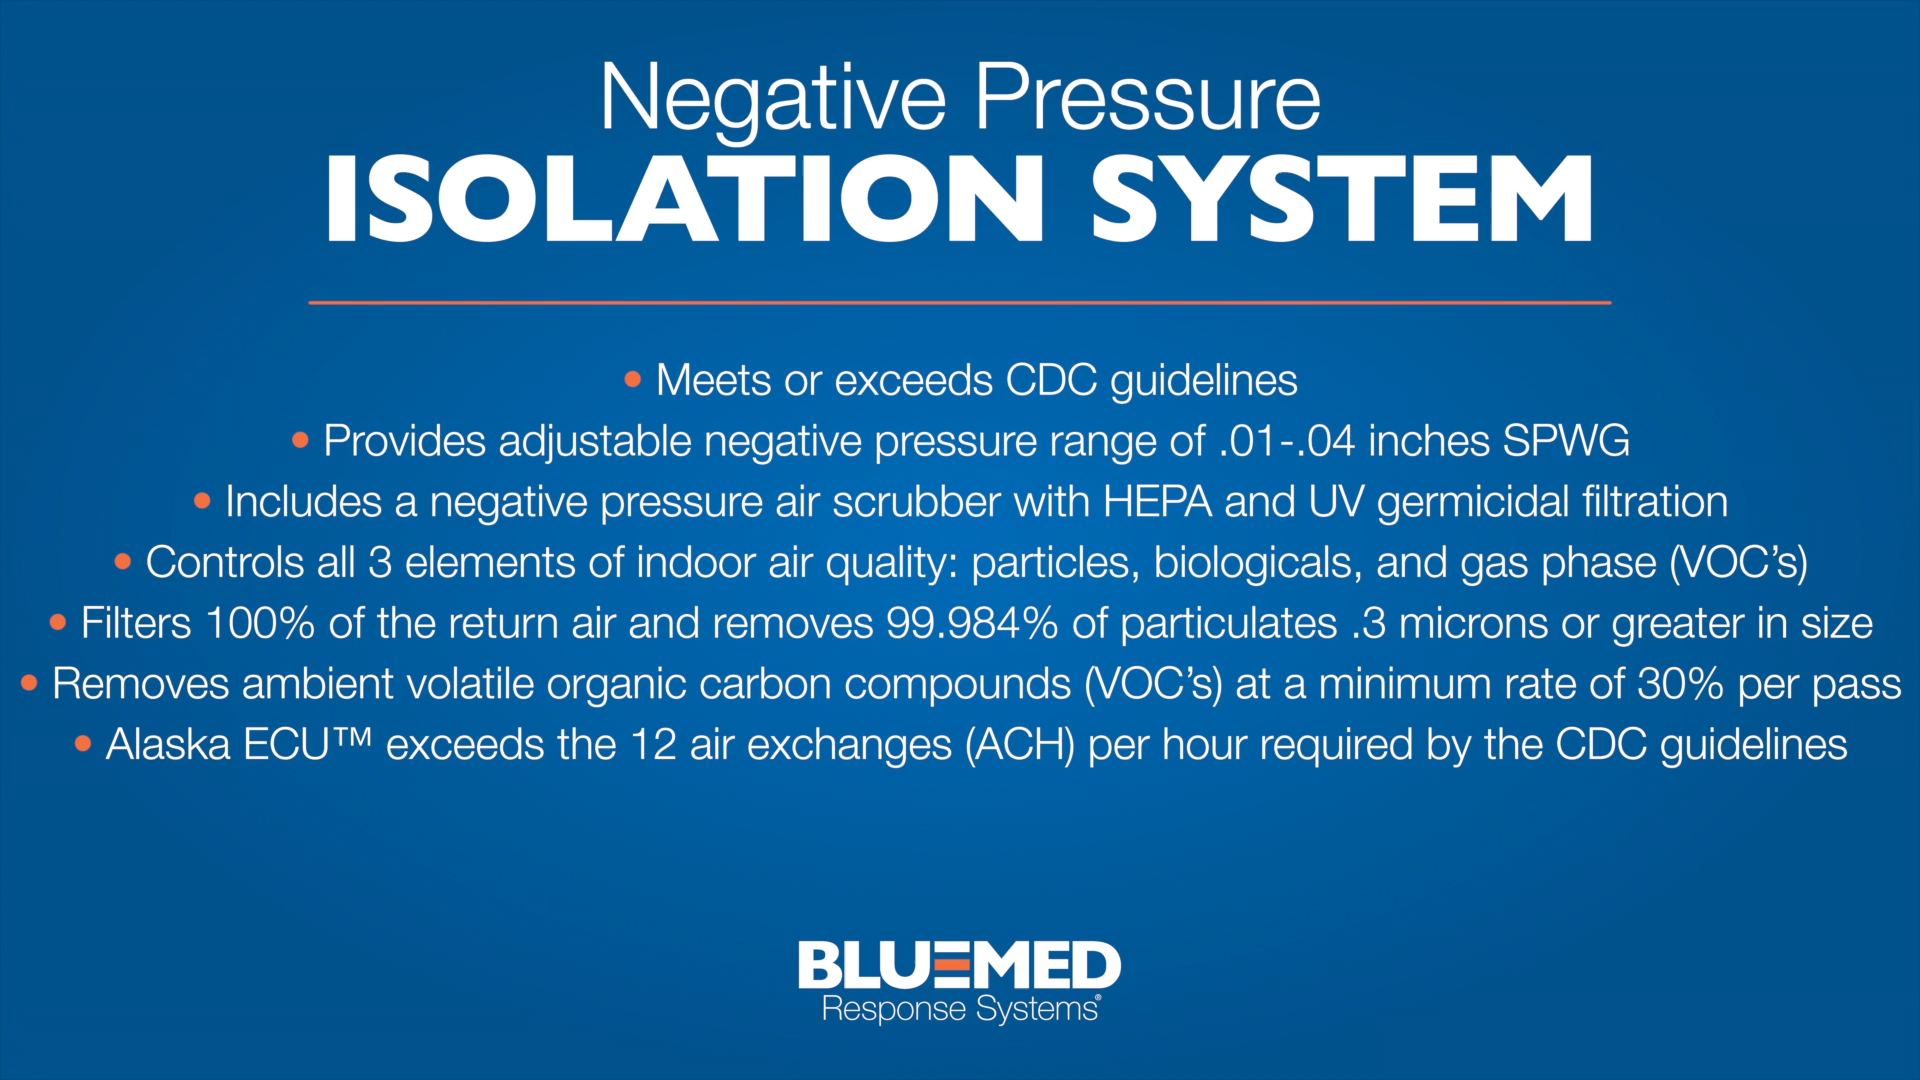 Negative Pressure
ISOLATION SYSTEM
• Meets or exceeds CDC guidelines
• Provides adjustable negative pressure range of .01-.04 inches SPWG
• Includes a negative pressure air scrubber with HEPA and UV germicidal filtration
• Controls all 3 elements of indoor air quality: particles, biologicals, and gas phase (VOC’s)
• Filters 100% of the return air and removes 99.984% of particulates .3 microns or greater in size
• Removes ambient volatile organic carbon compounds (VOC’s) at a minimum rate of 30% per pass
• Alaska ECU™ exceeds the 12 air exchanges (ACH) per hour required by the CDC guidelines
BLUEMED
Response Systems®